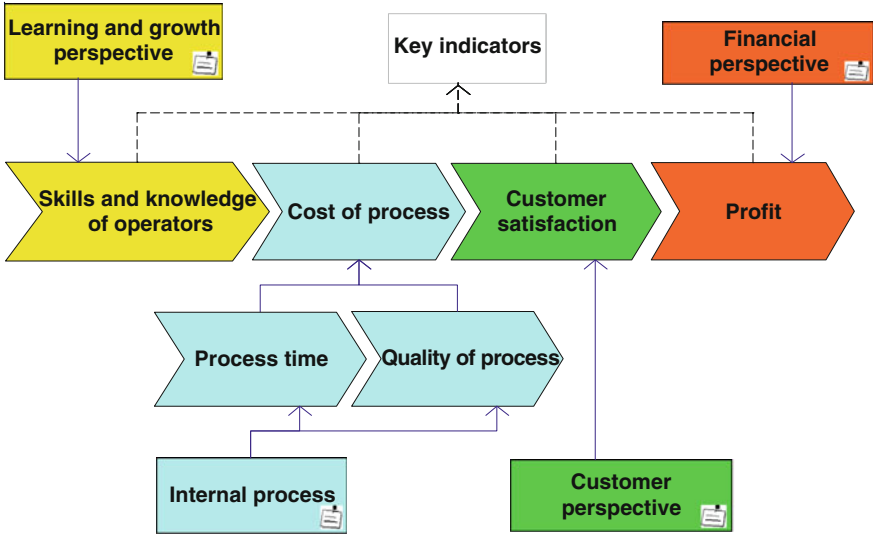 Learning and growth
perspective
Key indicators
Financial
perspective
Skills and knowledge
of operators
Cost of process
Customer
satisfaction
Profit
Process time
Quality of process
Internal process
Customer
perspective